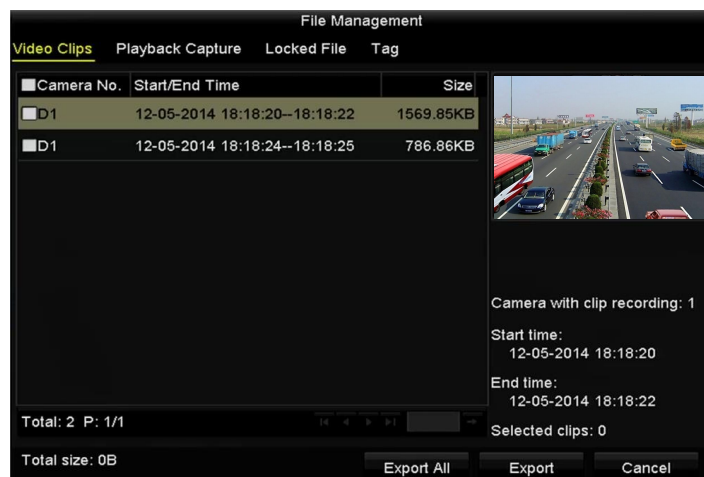 File Management
Video Clips Playback Capture Locked File Tag
Camera No. Start/End Time Size
D1 12-05-2014 18:18:20--18:18:22 1569.85KB
D1 12-05-2014 18:18:24--18:18:25 786.86KB
Camera with clip recording: 1
Start time:
12-05-2014 18:18:20
End time:
12-05-2014 18:18:22
Selected clips: 0
Total: 2 P: 1/1
Total size: 0B
Export All Export Cancel